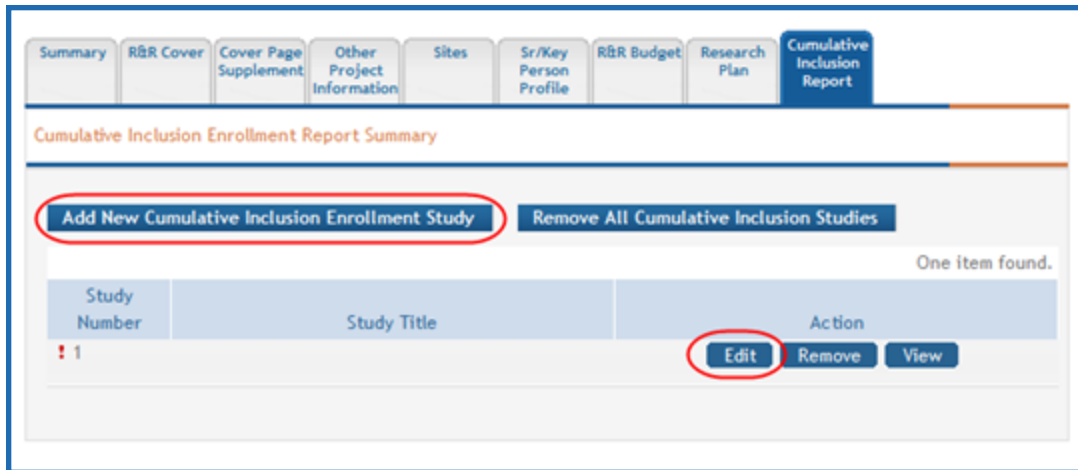 Summary
R&R Cover
Cover Page
Supplement
Other
Project
Information
Sites
Sr/Key
Person
Profile
R&R Budget
Research
Plan
Cumulative
Inclusion
Report
Cumulative Inclusion Enrollment Report Summary
Add New Cumulative Inclusion Enrollment Study
Remove All Cumulative Inclusion Studies
One item found.
Study
Number
Study Title
Action
! 1
Edit
Remove
View